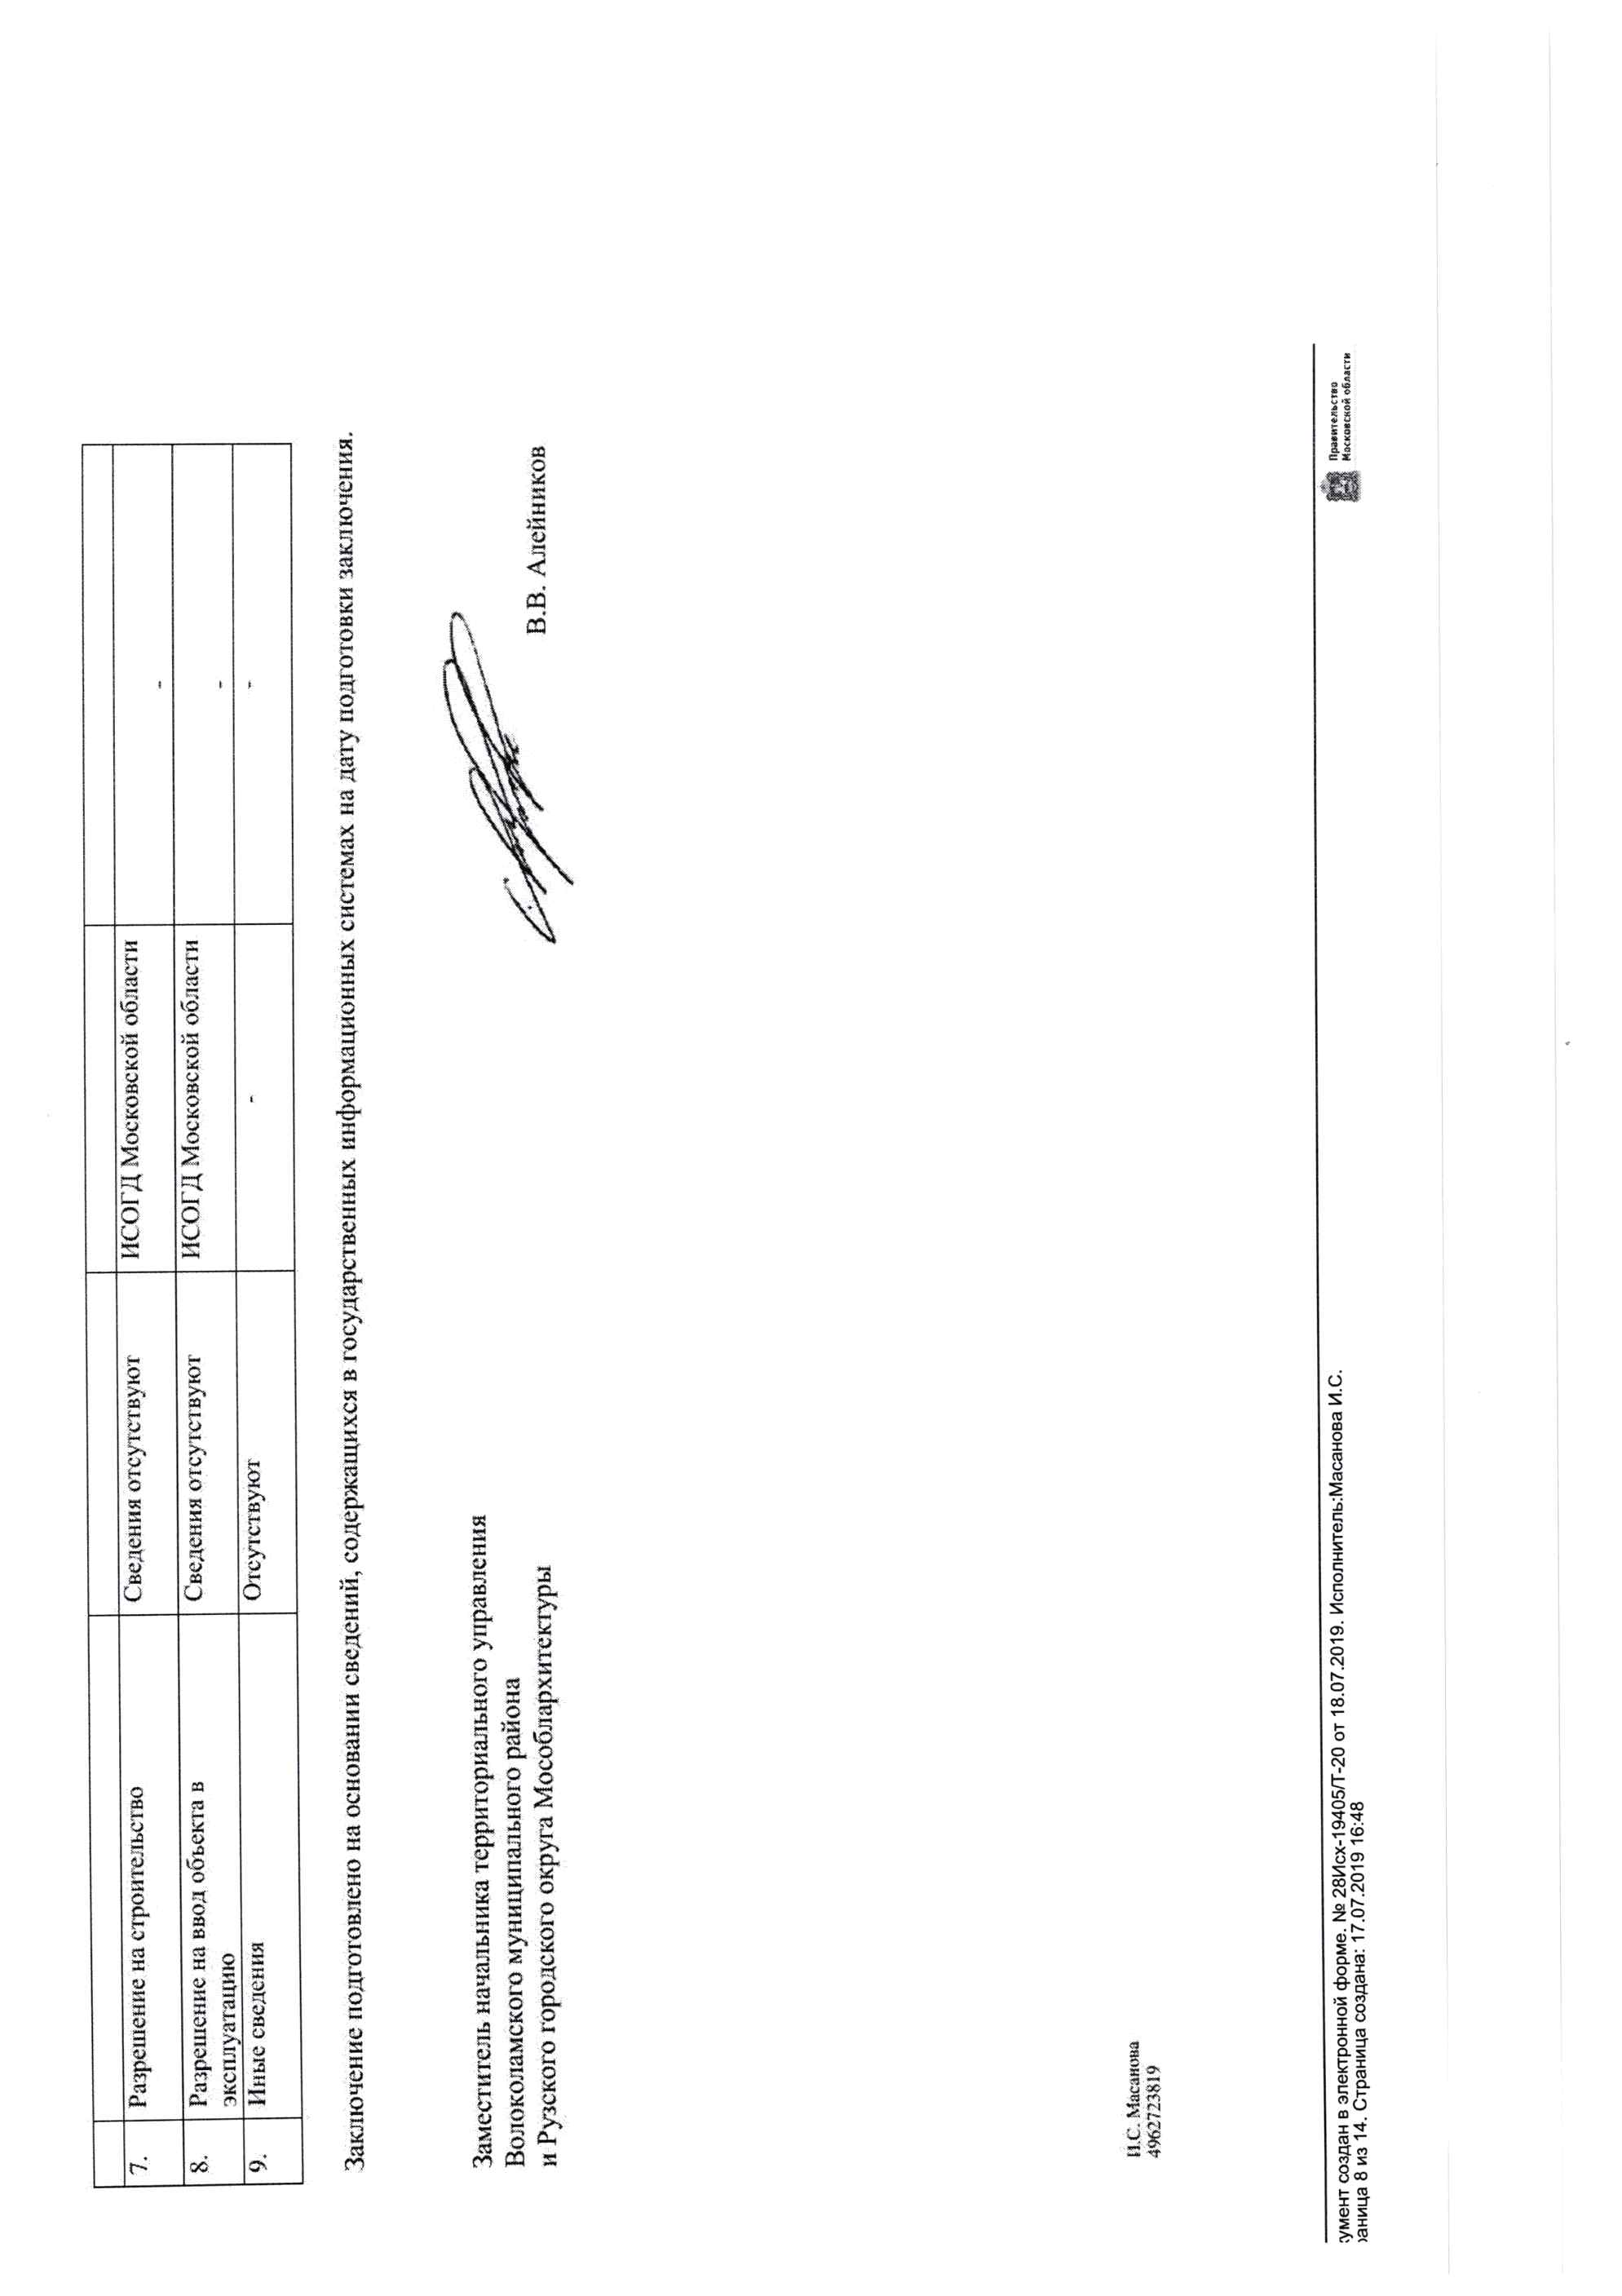 7. Разрешение на строительство Сведения отсутствуют ИСОГД Московской области -
8. Разрешение на ввод объекта в Сведения отсутствуют ИСОГД Московской области -
эксплуатацию
9. Иные сведения Отсутствуют - -
Заключение подготовлено на основании сведений, содержащихся в государственных информационных системах на дату подготовки заключения.
Заместитель начальника территориального управления
Волоколамского муниципального района
и Рузского городского округа Мособлархитектуры В.В. Алейников
И.С. Масанова
4962723819
умент создан в электронной форме. № 28Исх-19405/Т-20 от 18.07.2019. Исполнитель:Масанова И.С.
аница 8 из 14. Страница создана: 17.07.2019 16:48
Правительство
Московской области